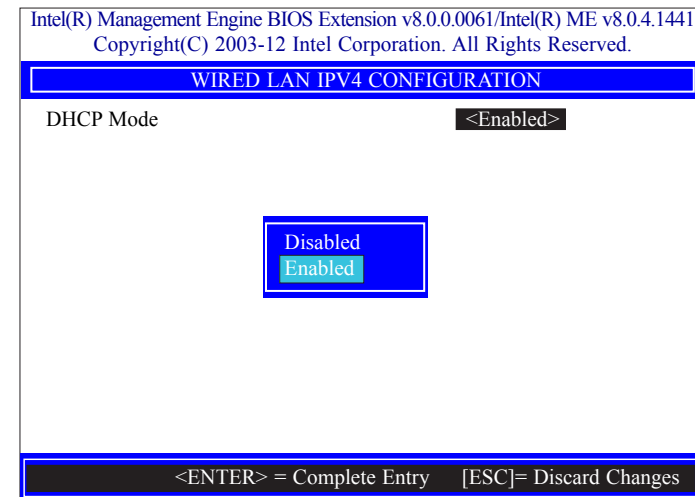 Intel(R) Management Engine BIOS Extension v8.0.0.0061/Intel(R) ME v8.0.4.1441
Copyright(C) 2003-12 Intel Corporation. All Rights Reserved.
WIRED LAN IPV4 CONFIGURATION
DHCP Mode <Enabled>
Disabled
Enabled
<ENTER> = Complete Entry [ESC]= Discard Changes